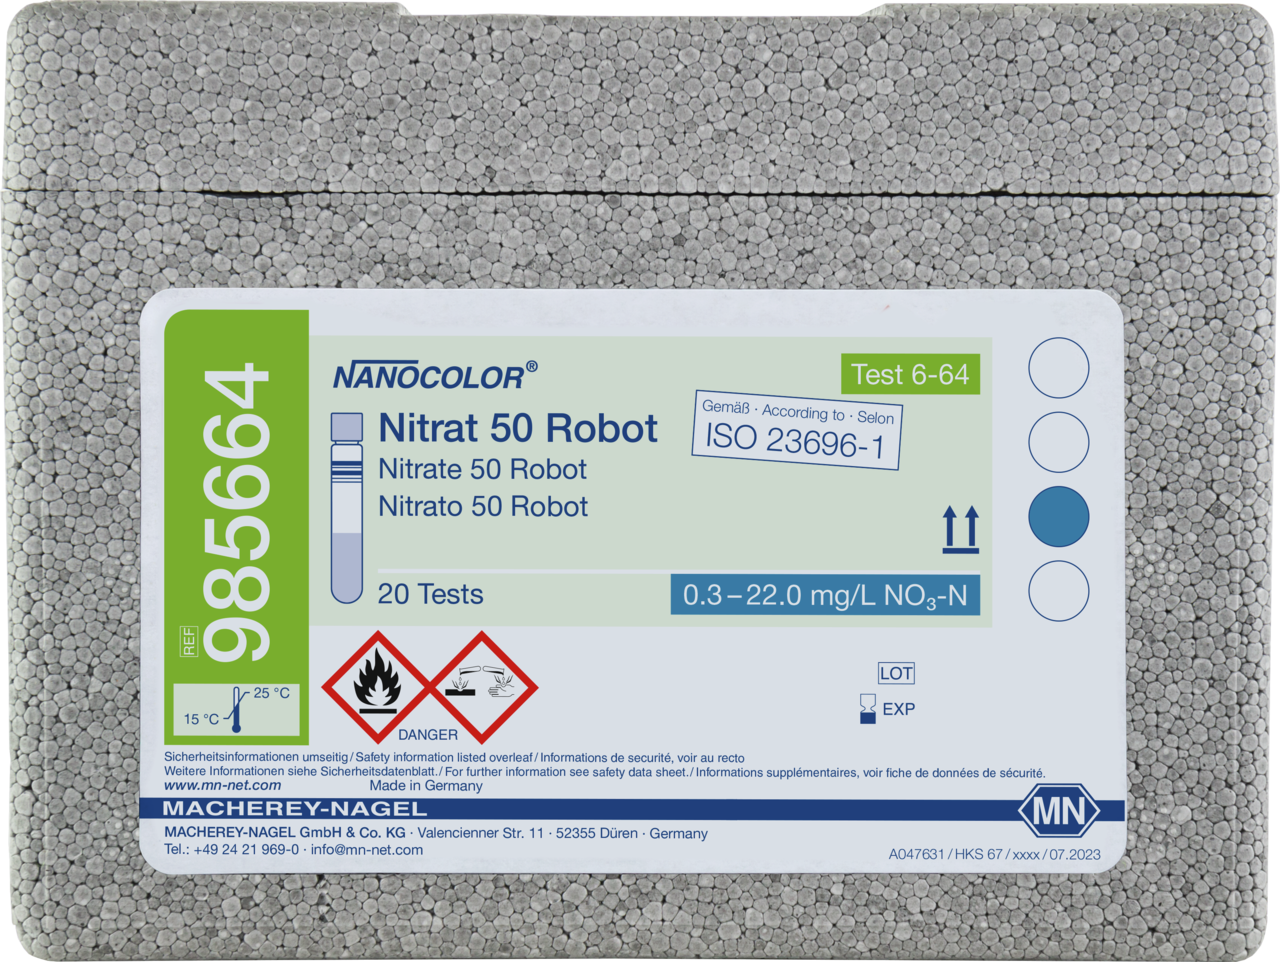 NANOCOLOR®
Test 6-64
Nitrat 50 Robot
Gemäß · According to · Selon
ISO 23696-1
Nitrate 50 Robot
Nitrato 50 Robot
20 Tests
0.3 – 22.0 mg/L NO₃-N
REF
985664
25 °C
15 °C
DANGER
LOT
EXP
Sicherheitsinformationen umseitig / Safety information listed overleaf / Informations de securité, voir au recto
Weitere Informationen siehe Sicherheitsdatenblatt. / For further information see safety data sheet. / Informations supplémentaires, voir fiche de données de sécurité.
www.mn-net.com Made in Germany
MACHEREY-NAGEL
MN
MACHEREY-NAGEL GmbH & Co. KG · Valencienner Str. 11 · 52355 Düren · Germany
Tel.: +49 24 21 969-0 · info@mn-net.com
A047631 / HKS 67 / xxxx / 07.2023